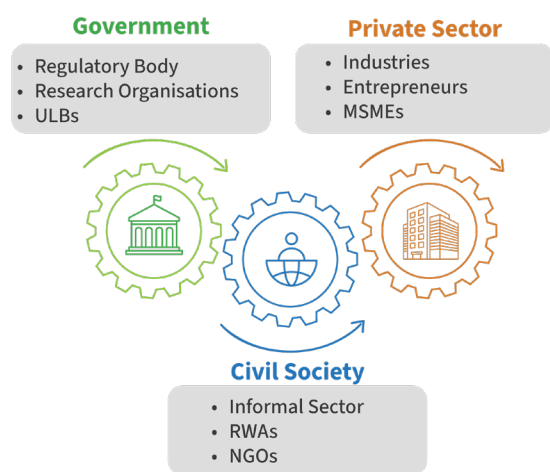 Government
• Regulatory Body
• Research Organisations
• ULBs
Private Sector
• Industries
• Entrepreneurs
• MSMEs
Civil Society
• Informal Sector
• RWAs
• NGOs